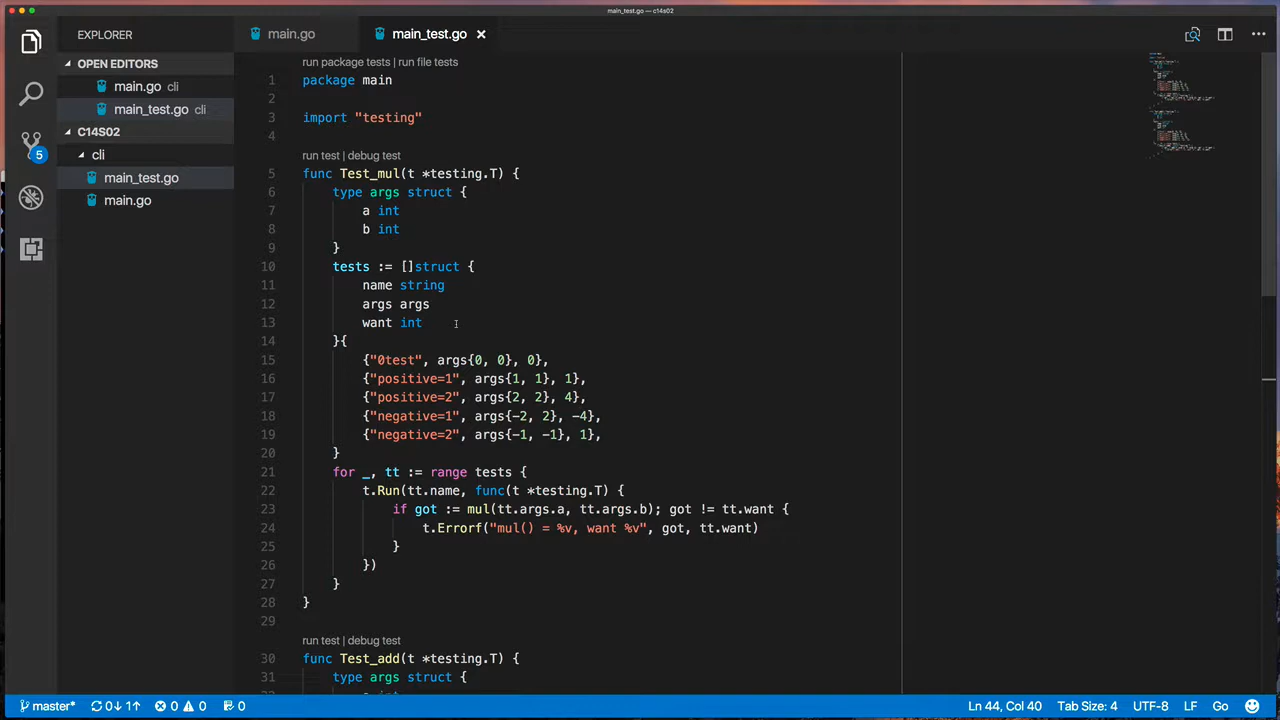 main_test.go — c14s02
EXPLORER
main.go
main_test.go
OPEN EDITORS
main.go cli
main_test.go cli
C14S02
cli
main_test.go
main.go
5
run package tests | run file tests
1 package main
2
3 import "testing"
4
run test | debug test
5 func Test_mul(t *testing.T) {
6 type args struct {
7 a int
8 b int
9 }
10 tests := []struct {
11 name string
12 args args
13 want int
14 }{
15 {"0test", args{0, 0}, 0},
16 {"positive=1", args{1, 1}, 1},
17 {"positive=2", args{2, 2}, 4},
18 {"negative=1", args{-2, 2}, -4},
19 {"negative=2", args{-1, -1}, 1},
20 }
21 for _, tt := range tests {
22 t.Run(tt.name, func(t *testing.T) {
23 if got := mul(tt.args.a, tt.args.b); got != tt.want {
24 t.Errorf("mul() = %v, want %v", got, tt.want)
25 }
26 })
27 }
28 }
29
run test | debug test
30 func Test_add(t *testing.T) {
31 type args struct {
master* 0↓ 1↑ 0 0 0 Ln 44, Col 40 Tab Size: 4 UTF-8 LF Go